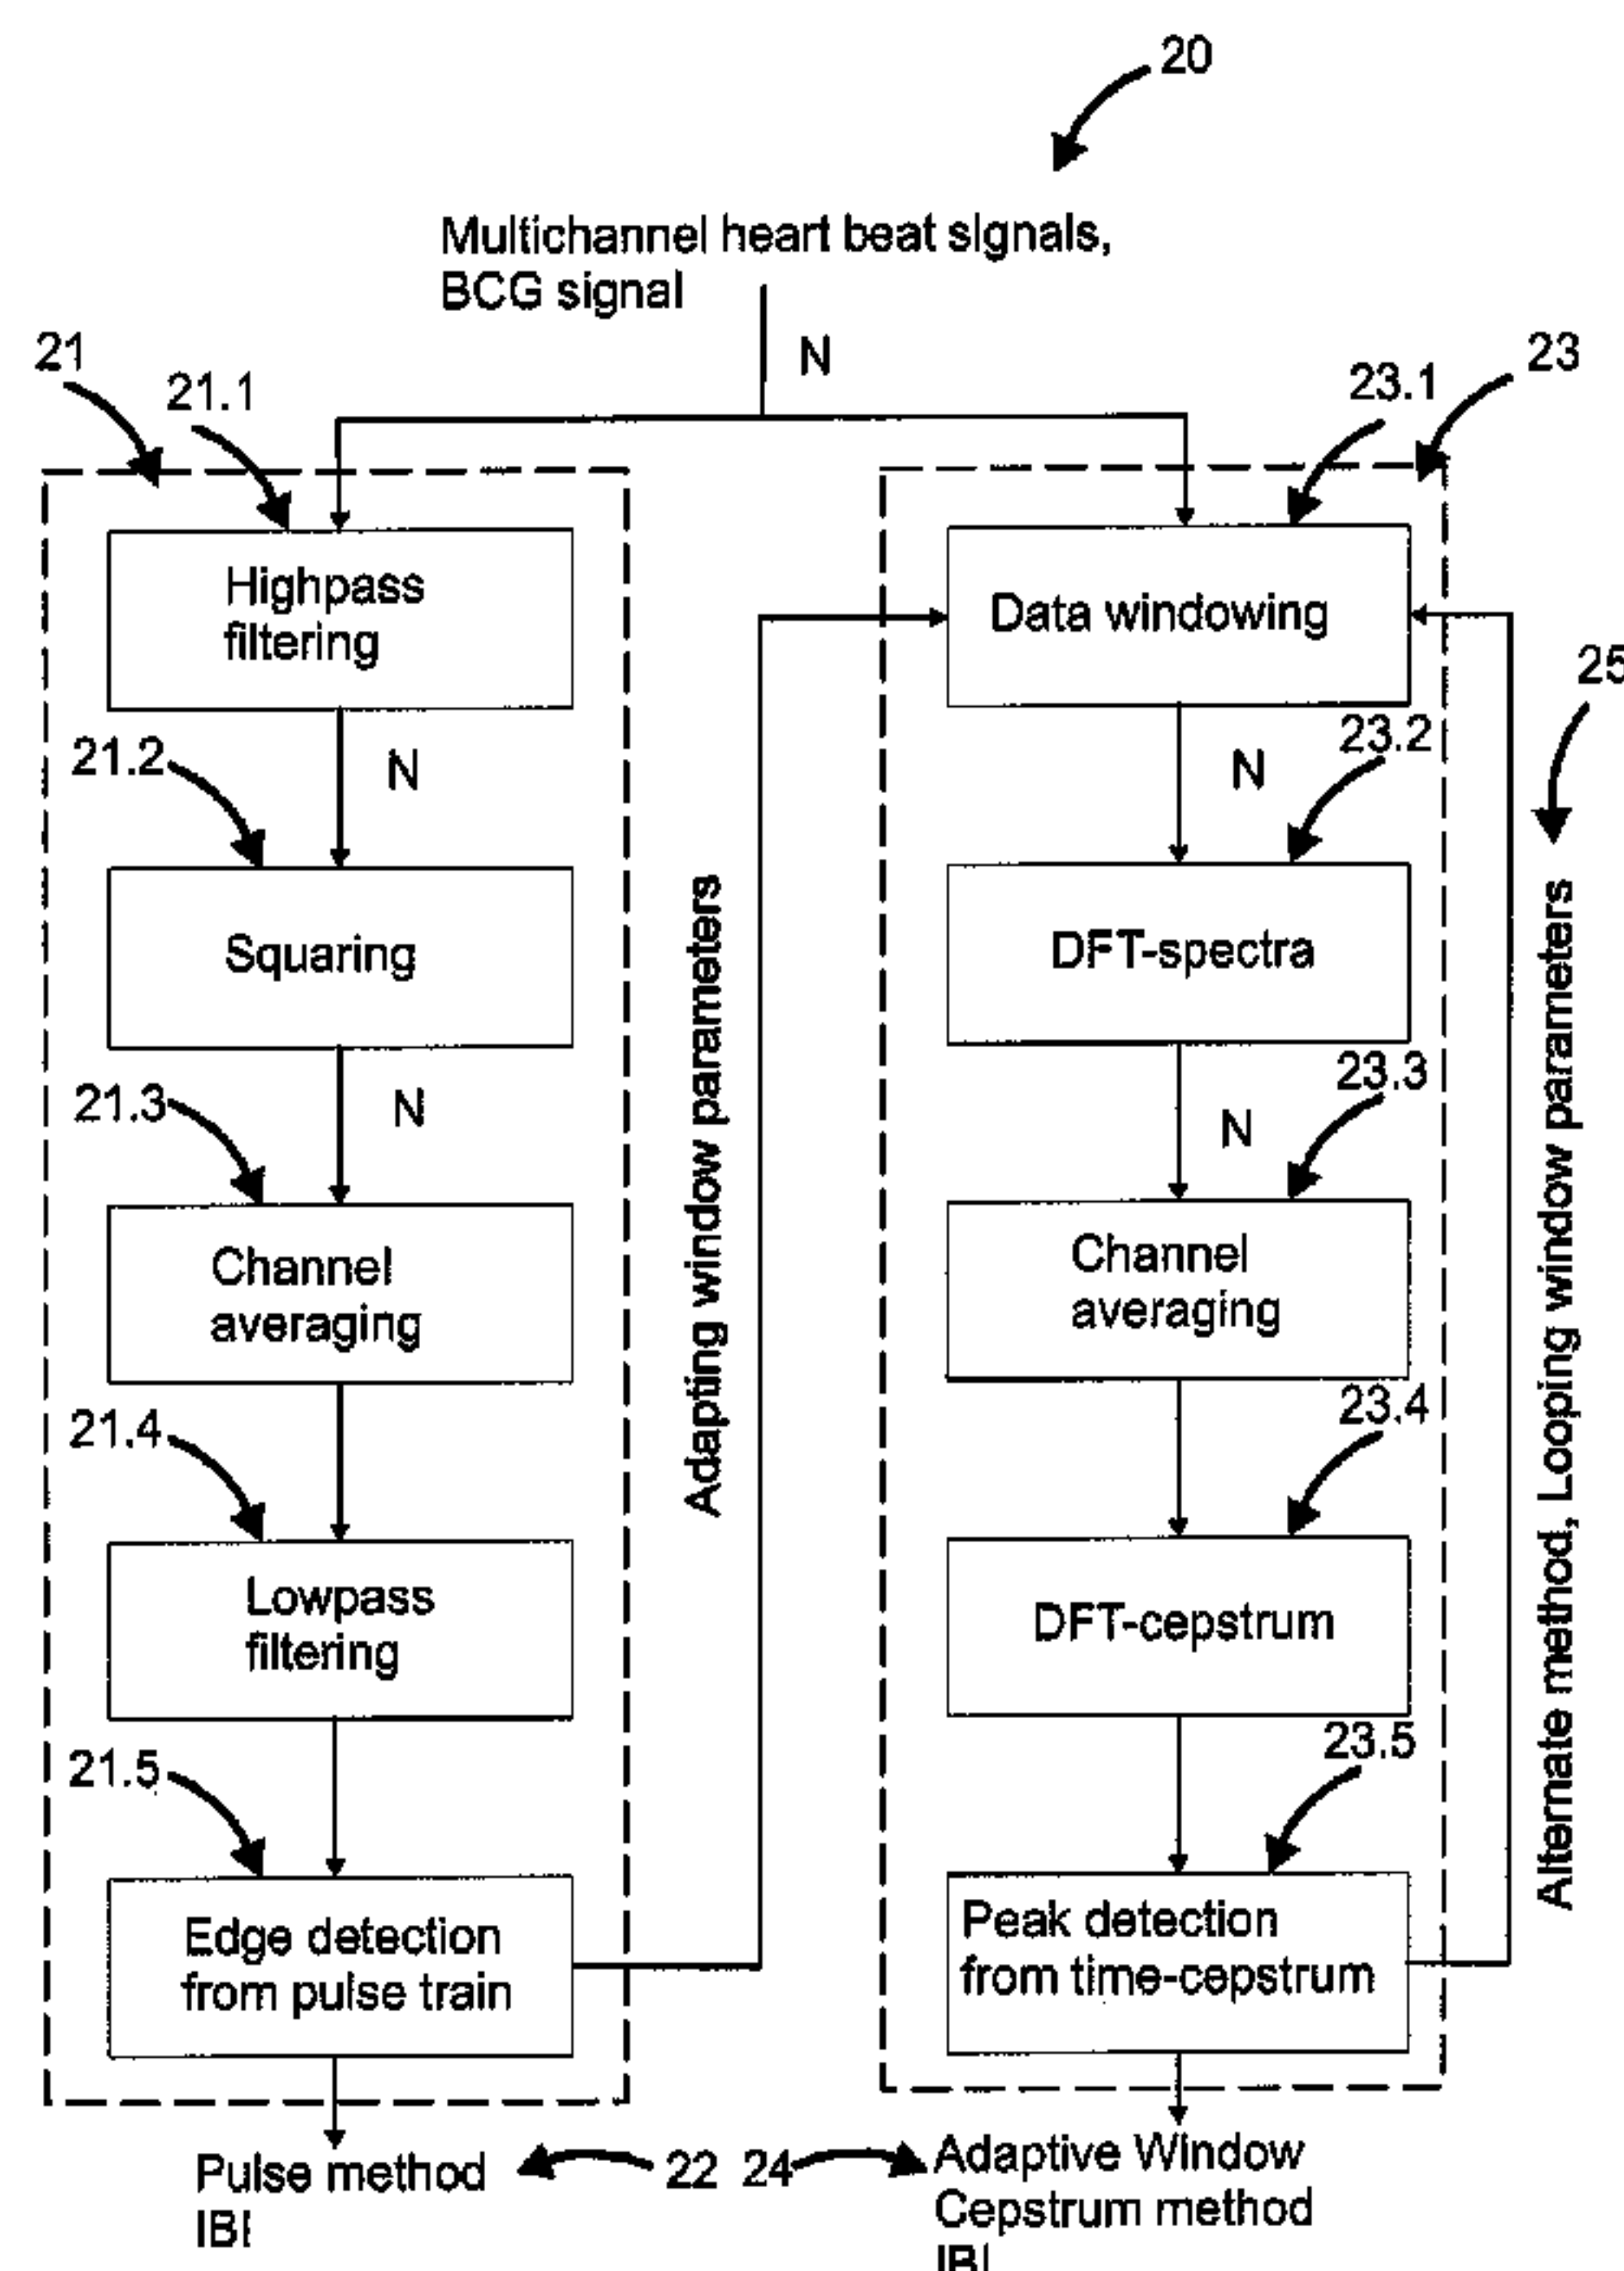 20
Multichannel heart beat signals,
BCG signal
N
21
21.1
23.1
23
Highpass
filtering
Data windowing
25
21.2
N
N
23.2
Squaring
DFT-spectra
Adapting window parameters
Alternate method, Looping window parameters
21.3
N
N
23.3
Channel
averaging
Channel
averaging
21.4
23.4
Lowpass
filtering
DFT-cepstrum
21.5
23.5
Edge detection
from pulse train
Peak detection
from time-cepstrum
Pulse method
IBI
22 24
Adaptive Window
Cepstrum method
IBI